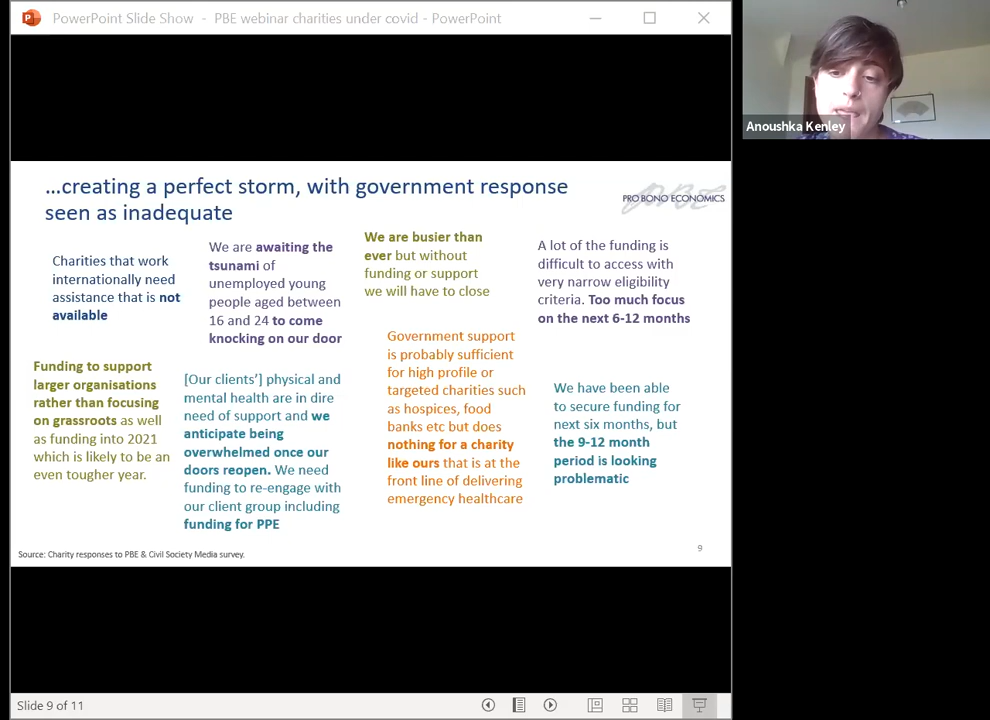 PowerPoint Slide Show - PBE webinar charities under covid - PowerPoint
Anoushka Kenley
...creating a perfect storm, with government response
seen as inadequate
PRO BONO ECONOMICS
Charities that work
internationally need
assistance that is not
available
We are awaiting the
tsunami of
unemployed young
people aged between
16 and 24 to come
knocking on our door
We are busier than
ever but without
funding or support
we will have to close
A lot of the funding is
difficult to access with
very narrow eligibility
criteria. Too much focus
on the next 6-12 months
Funding to support
larger organisations
rather than focusing
on grassroots as well
as funding into 2021
which is likely to be an
even tougher year.
[Our clients'] physical and
mental health are in dire
need of support and we
anticipate being
overwhelmed once our
doors reopen. We need
funding to re-engage with
our client group including
funding for PPE
Government support
is probably sufficient
for high profile or
targeted charities such
as hospices, food
banks etc but does
nothing for a charity
like ours that is at the
front line of delivering
emergency healthcare
We have been able
to secure funding for
next six months, but
the 9-12 month
period is looking
problematic
Source: Charity responses to PBE & Civil Society Media survey.
9
Slide 9 of 11